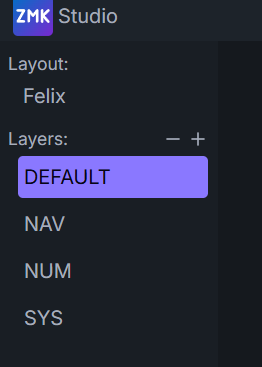 ZMK Studio
Layout:
Felix
Layers:
DEFAULT
NAV
NUM
SYS